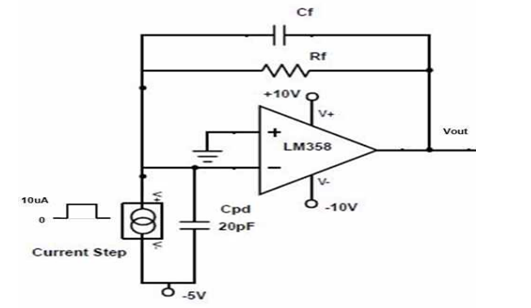 Cf
Rf
+10V
V+
+
LM358
Vout
-
V-
-10V
10uA
0
V+
V-
Cpd
20pF
Current Step
-5V